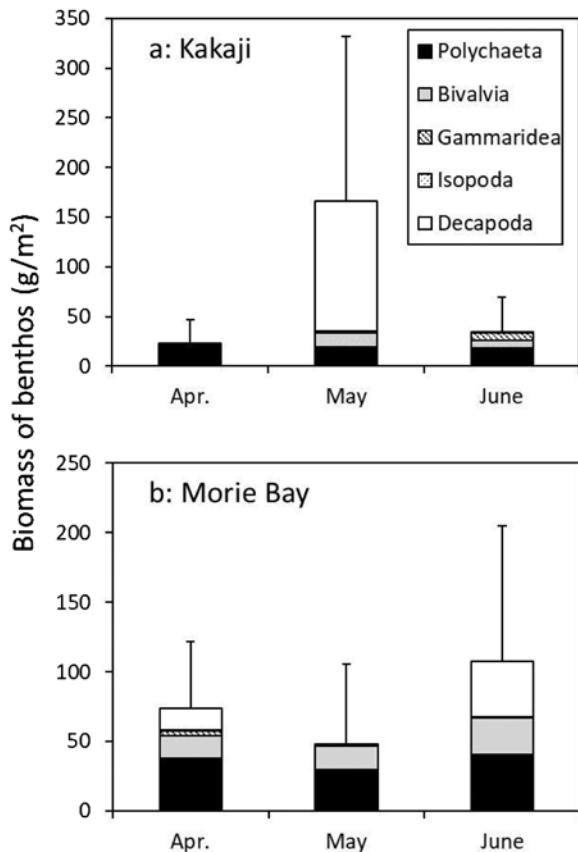 Biomass of benthos (g/m²)
350
300
250
200
150
100
50
0
a: Kakaji
Polychaeta
Bivalvia
Gammaridea
Isopoda
Decapoda
Apr.
May
June
250
200
150
100
50
0
b: Morie Bay
Apr.
May
June